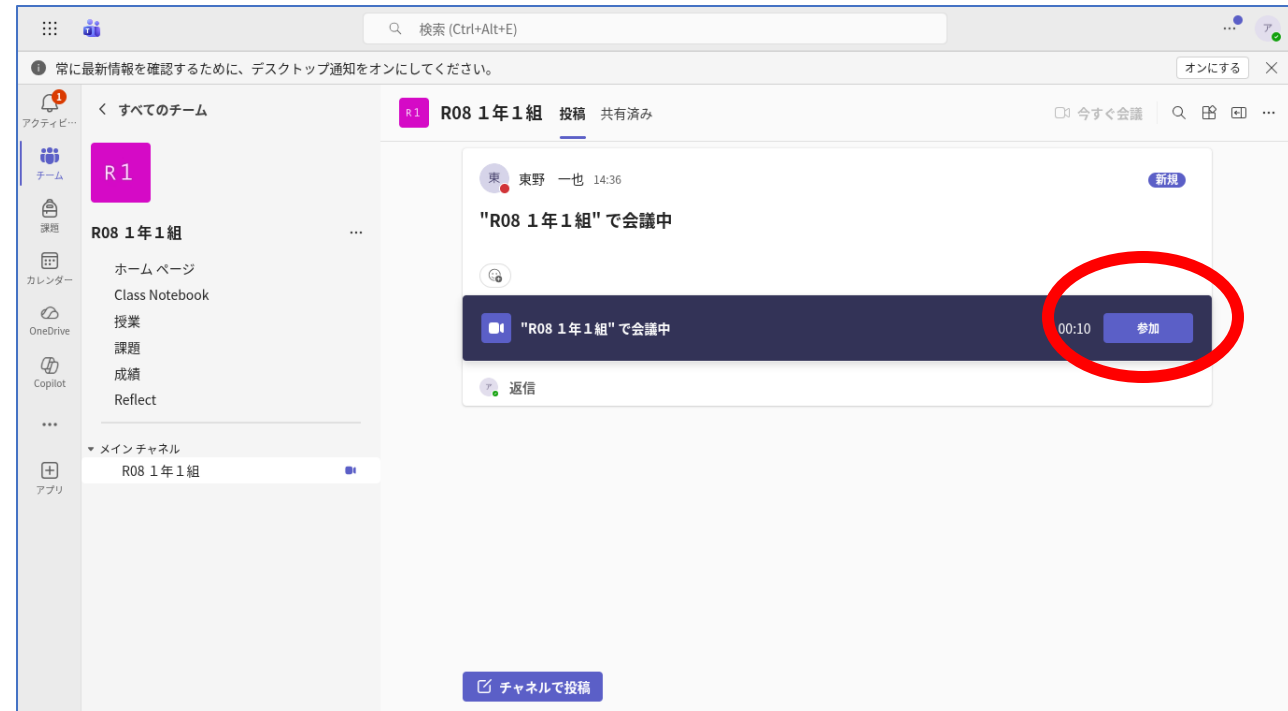 検索 (Ctrl+Alt+E)
ア
常に最新情報を確認するために、デスクトップ通知をオンにしてください。
オンにする
1
アクティビ…
チーム
課題
カレンダー
OneDrive
Copilot
アプリ
すべてのチーム
R1
R08 １年１組
ホーム ページ
Class Notebook
授業
課題
成績
Reflect
メイン チャネル
R08 １年１組
R1 R08 １年１組 投稿 共有済み
今すぐ会議
東 東野 一也 14:36
新規
"R08 １年１組" で会議中
"R08 １年１組" で会議中
00:10 参加
ア 返信
チャネルで投稿